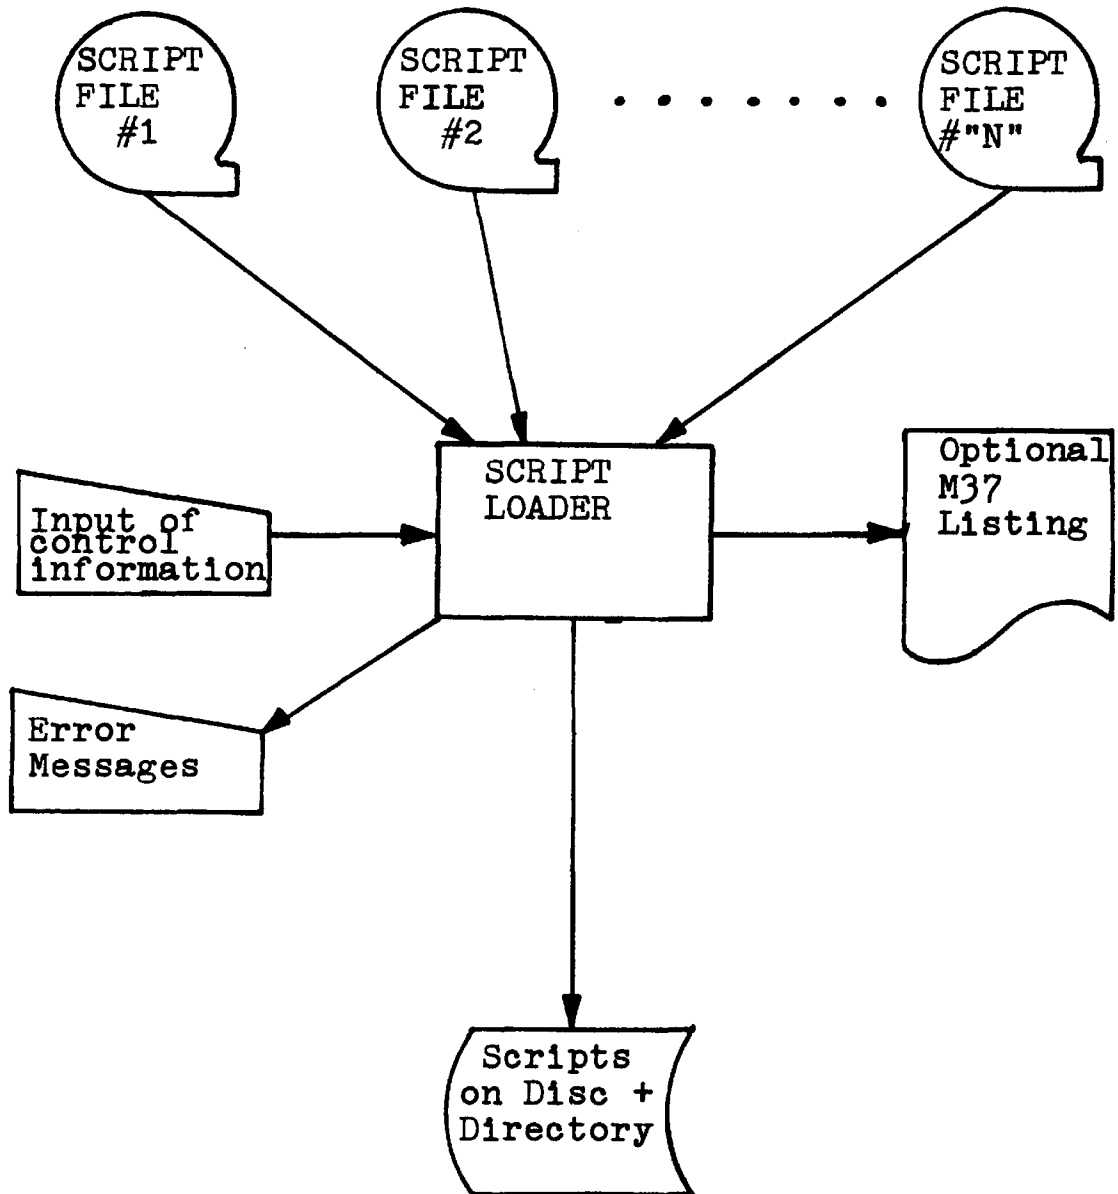 SCRIPT
FILE
#1
SCRIPT
FILE
#2
SCRIPT
FILE
#"N"
SCRIPT
LOADER
Optional
M37
Listing
Input of
control
information
Error
Messages
Scripts
on Disc +
Directory